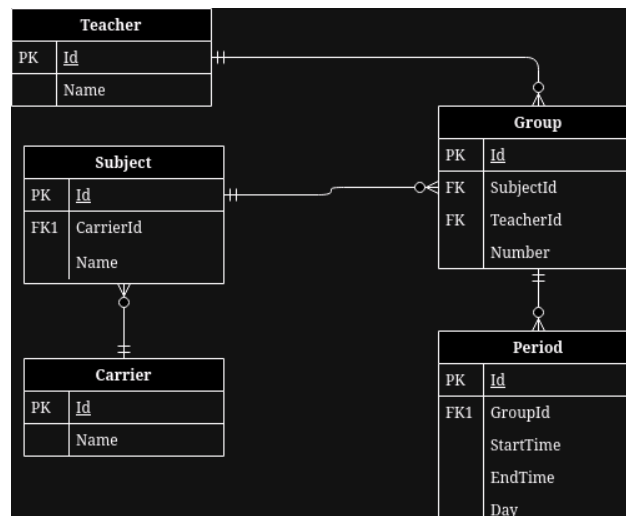 Teacher
PK Id
Name
Group
PK Id
FK SubjectId
FK TeacherId
Number
Subject
PK Id
FK1 CarrierId
Name
Carrier
PK Id
Name
Period
PK Id
FK1 GroupId
StartTime
EndTime
Day